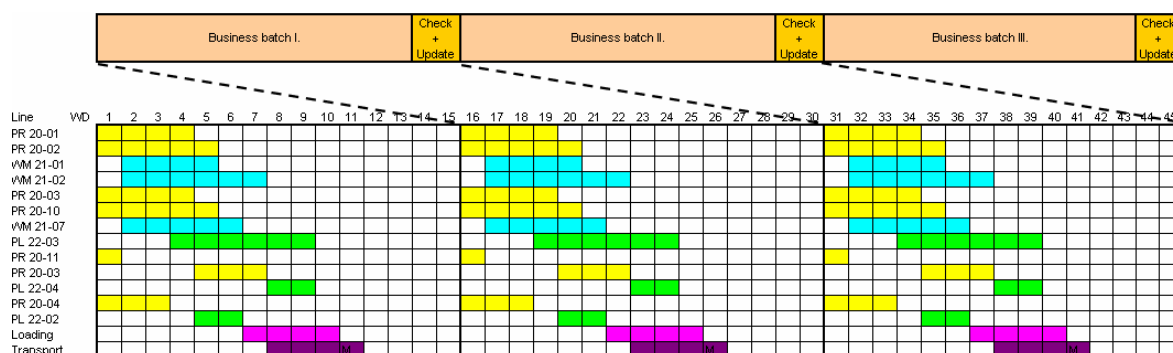 Business batch I.
Check
+
Update
Business batch II.
Check
+
Update
Business batch III.
Check
+
Update
Line WD 1 2 3 4 5 6 7 8 9 10 11 12 13 14 15 16 17 18 19 20 21 22 23 24 25 26 27 28 29 30 31 32 33 34 35 36 37 38 39 40 41 42 43 44 45
PR 20-01
PR 20-02
WM 21-01
WM 21-02
PR 20-03
PR 20-10
WM 21-07
PL 22-03
PR 20-11
PR 20-03
PL 22-04
PR 20-04
PL 22-02
Loading
Transport M M M